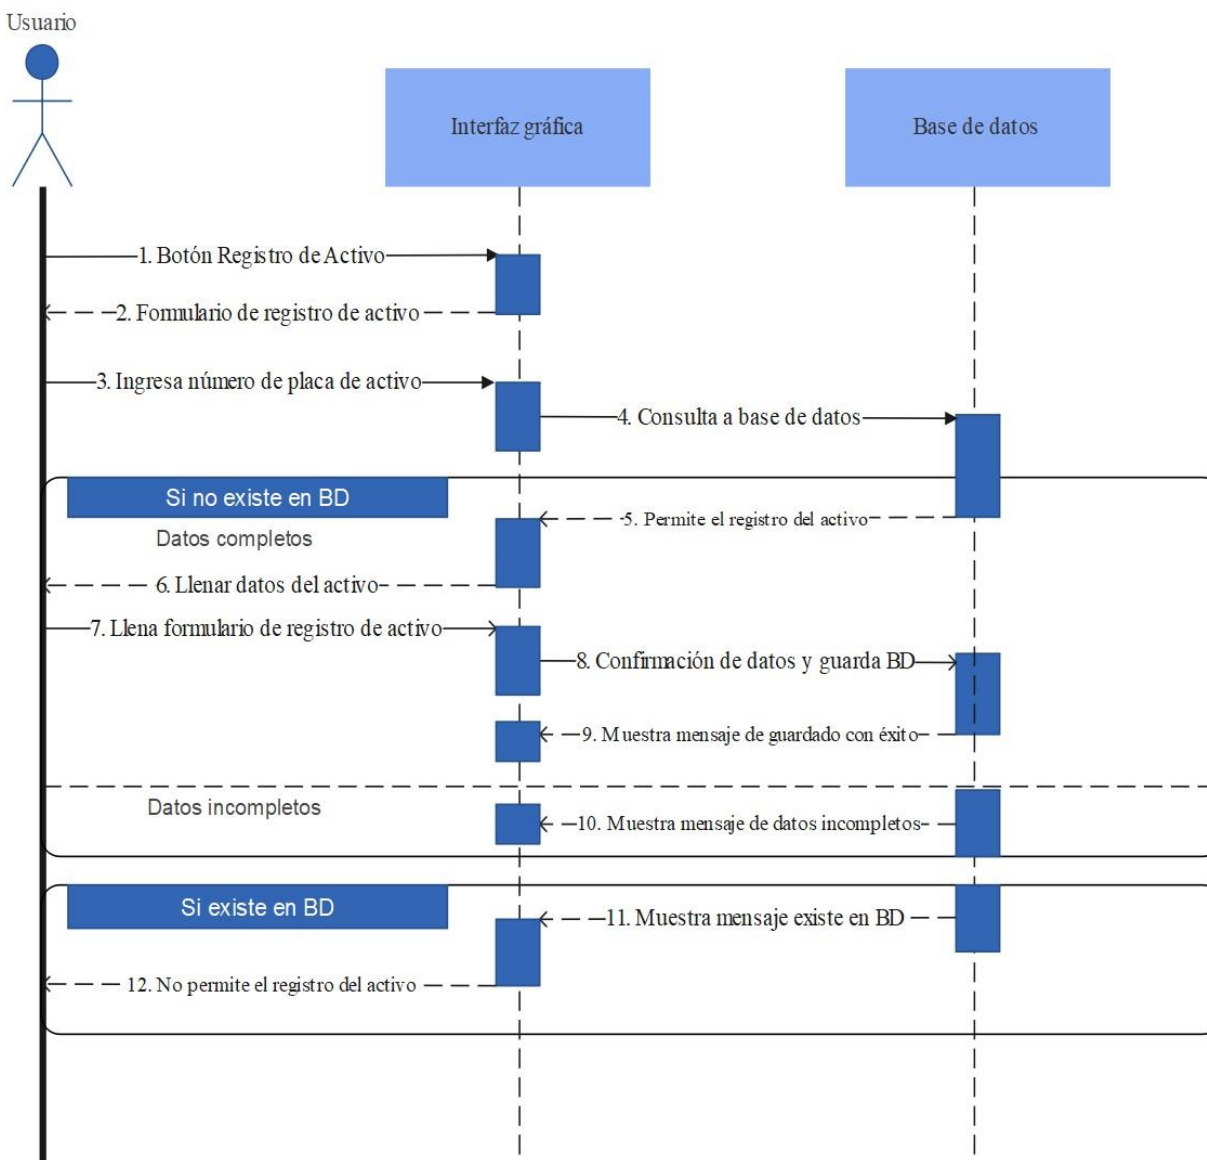 Usuario
Interfaz gráfica
Base de datos
1. Botón Registro de Activo
2. Formulario de registro de activo
3. Ingresa número de placa de activo
4. Consulta a base de datos
Si no existe en BD
5. Permite el registro del activo
Datos completos
6. Llenar datos del activo
7. Llena formulario de registro de activo
8. Confirmación de datos y guarda BD
9. Muestra mensaje de guardado con éxito
Datos incompletos
10. Muestra mensaje de datos incompletos
Si existe en BD
11. Muestra mensaje existe en BD
12. No permite el registro del activo